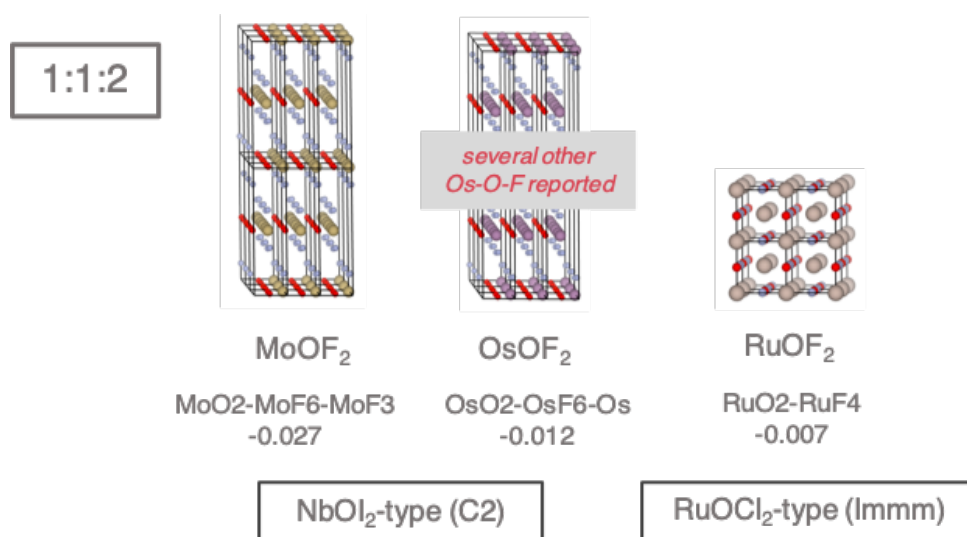 1:1:2
several other
Os-O-F reported
MoOF₂
OsOF₂
RuOF₂
MoO2-MoF6-MoF3
OsO2-OsF6-Os
RuO2-RuF4
-0.027
-0.012
-0.007
NbOI₂-type (C2)
RuOCl₂-type (Immm)